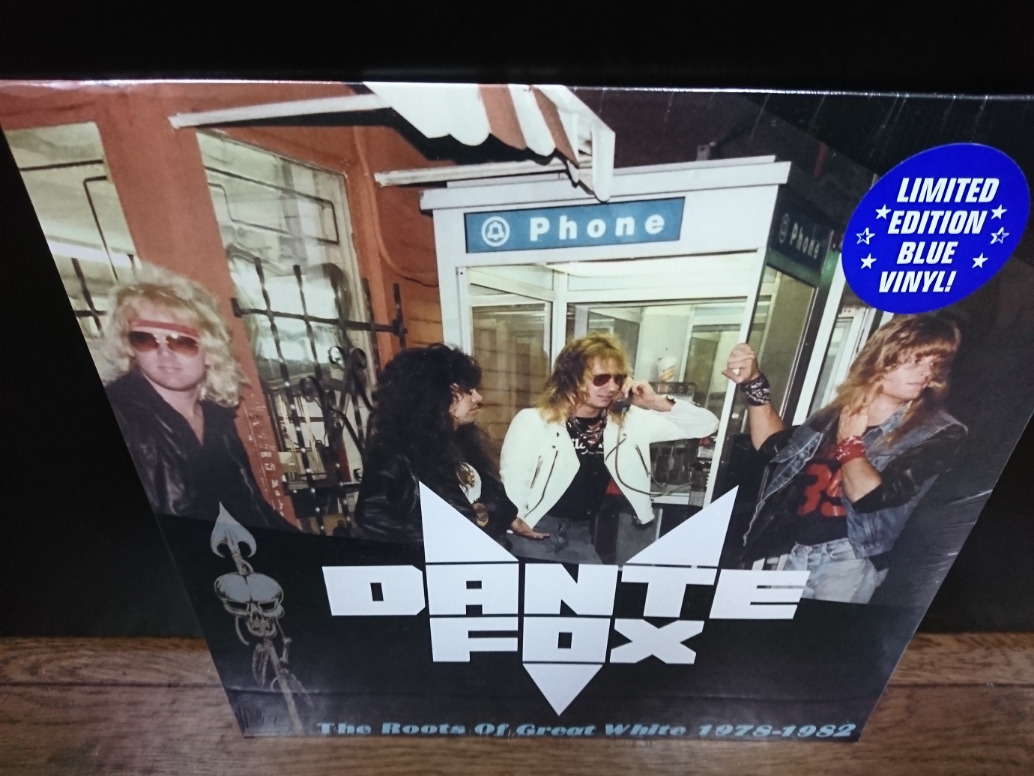 Phone
Phone
LIMITED
EDITION
BLUE
VINYL!
DANTE
FOX
The Roots Of Great White 1978-1982